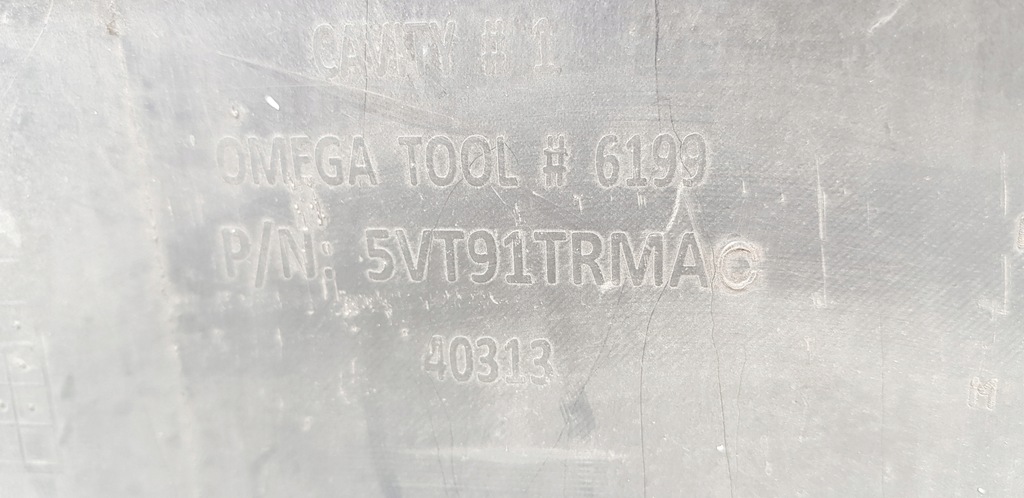 CAVITY # 1
OMEGA TOOL # 6199
P/N: 5VT91TRMAC
40313
M